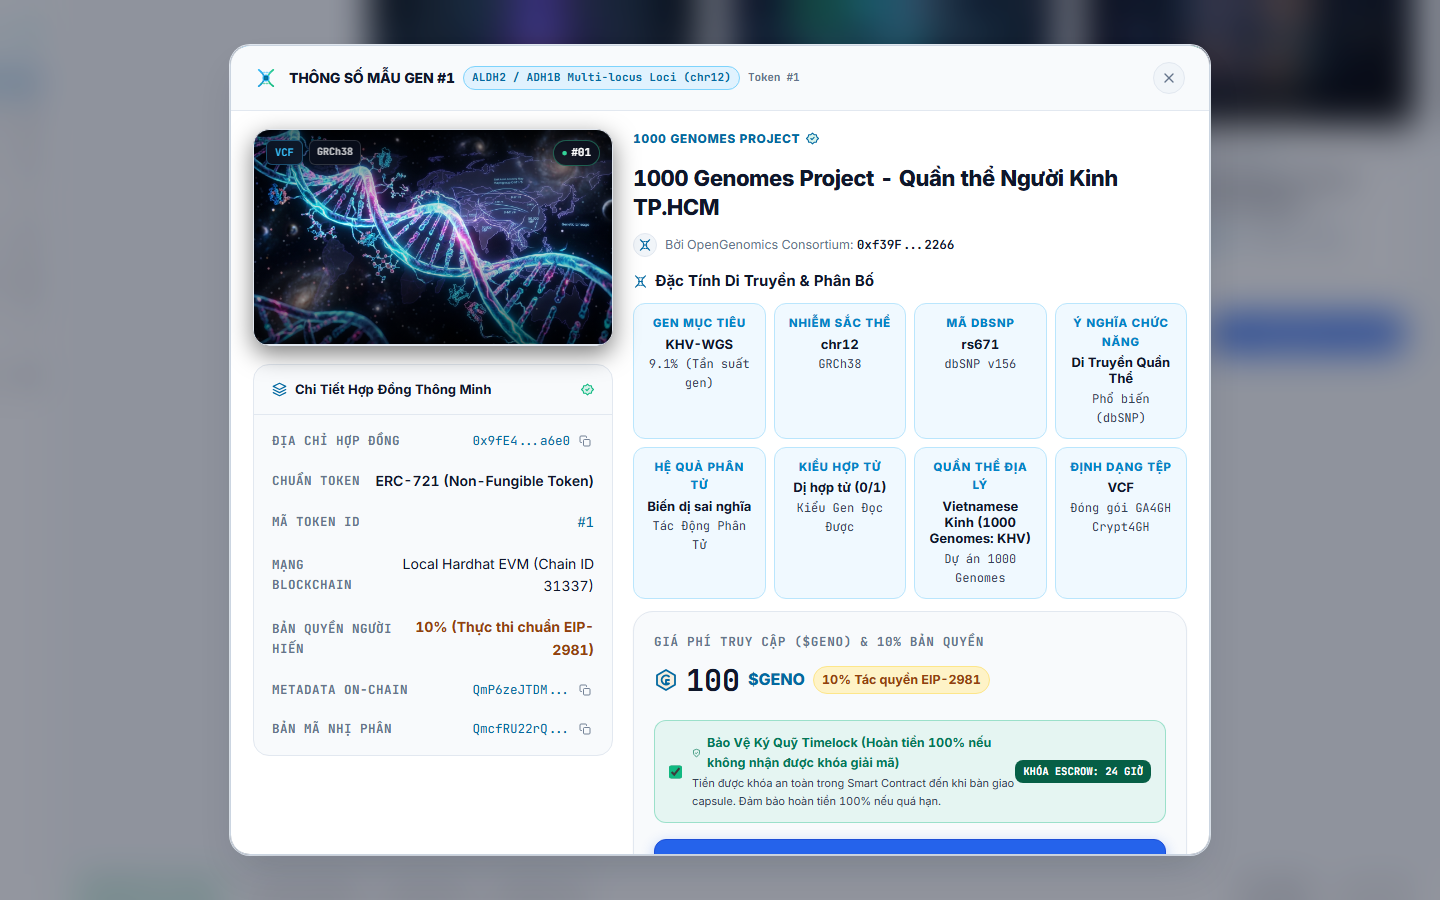 THÔNG SỐ MẪU GEN #1
ALDH2 / ADH1B Multi-locus Loci (chr12)
Token #1
VCF
GRCh38
#01
Chi Tiết Hợp Đồng Thông Minh
ĐỊA CHỈ HỢP ĐỒNG
0x9fE4...a6e0
CHUẨN TOKEN
ERC-721 (Non-Fungible Token)
MÃ TOKEN ID
#1
MẠNG
BLOCKCHAIN
Local Hardhat EVM (Chain ID
31337)
BẢN QUYỀN NGƯỜI
HIẾN
10% (Thực thi chuẩn EIP-
2981)
METADATA ON-CHAIN
QmP6zeJTDM...
BẢN MÃ NHỊ PHÂN
QmcfRU22rQ...
1000 GENOMES PROJECT
1000 Genomes Project - Quần thể Người Kinh
TP.HCM
Bởi OpenGenomics Consortium: 0xf39F...2266
Đặc Tính Di Truyền & Phân Bố
GEN MỤC TIÊU
KHV-WGS
9.1% (Tần suất
gen)
NHIỄM SẮC THỂ
chr12
GRCh38
MÃ DBSNP
rs671
dbSNP v156
Ý NGHĨA CHỨC
NĂNG
Di Truyền Quần
Thể
Phổ biến
(dbSNP)
HỆ QUẢ PHÂN
TỬ
Biến dị sai nghĩa
Tác Động Phân
Tử
KIỂU HỢP TỬ
Dị hợp tử (0/1)
Kiểu Gen Đọc
Được
QUẦN THỂ ĐỊA
LÝ
Vietnamese
Kinh (1000
Genomes: KHV)
Dự án 1000
Genomes
ĐỊNH DẠNG TỆP
VCF
Đóng gói GA4GH
Crypt4GH
GIÁ PHÍ TRUY CẬP ($GENO) & 10% BẢN QUYỀN
100 $GENO
10% Tác quyền EIP-2981
Bảo Vệ Ký Quỹ Timelock (Hoàn tiền 100% nếu
không nhận được khóa giải mã)
Tiền được khóa an toàn trong Smart Contract đến khi bàn giao
capsule. Đảm bảo hoàn tiền 100% nếu quá hạn.
KHÓA ESCROW: 24 GIỜ